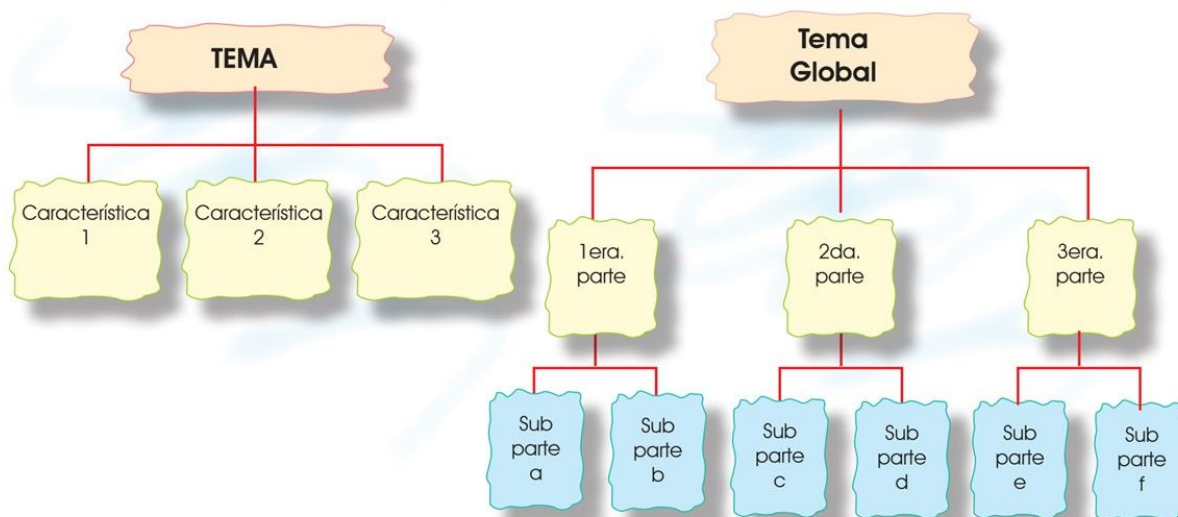 TEMA
Característica
1
Característica
2
Característica
3
Tema
Global
1era.
parte
2da.
parte
3era.
parte
Sub
parte
a
Sub
parte
b
Sub
parte
c
Sub
parte
d
Sub
parte
e
Sub
parte
f